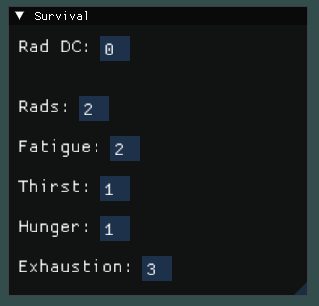 Survival
Rad DC: 0
Rads: 2
Fatigue: 2
Thirst: 1
Hunger: 1
Exhaustion: 3